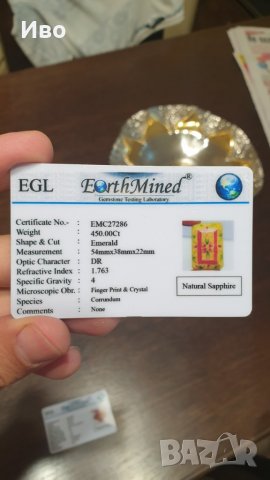 Иво
EGL EarthMined®
Gemstone Testing Laboratory.
Certificate No.- : EMC27286
Weight : 450.00Ct
Shape & Cut : Emerald
Measurement : 54mmx38mmx22mm
Optic Character : DR
Refractive Index : 1.763
Specific Gravity : 4
Microscopic Obr. : Finger Print & Crystal
Species : Corrundum
Comments : None
Natural Sapphire
BAZAR
.bg